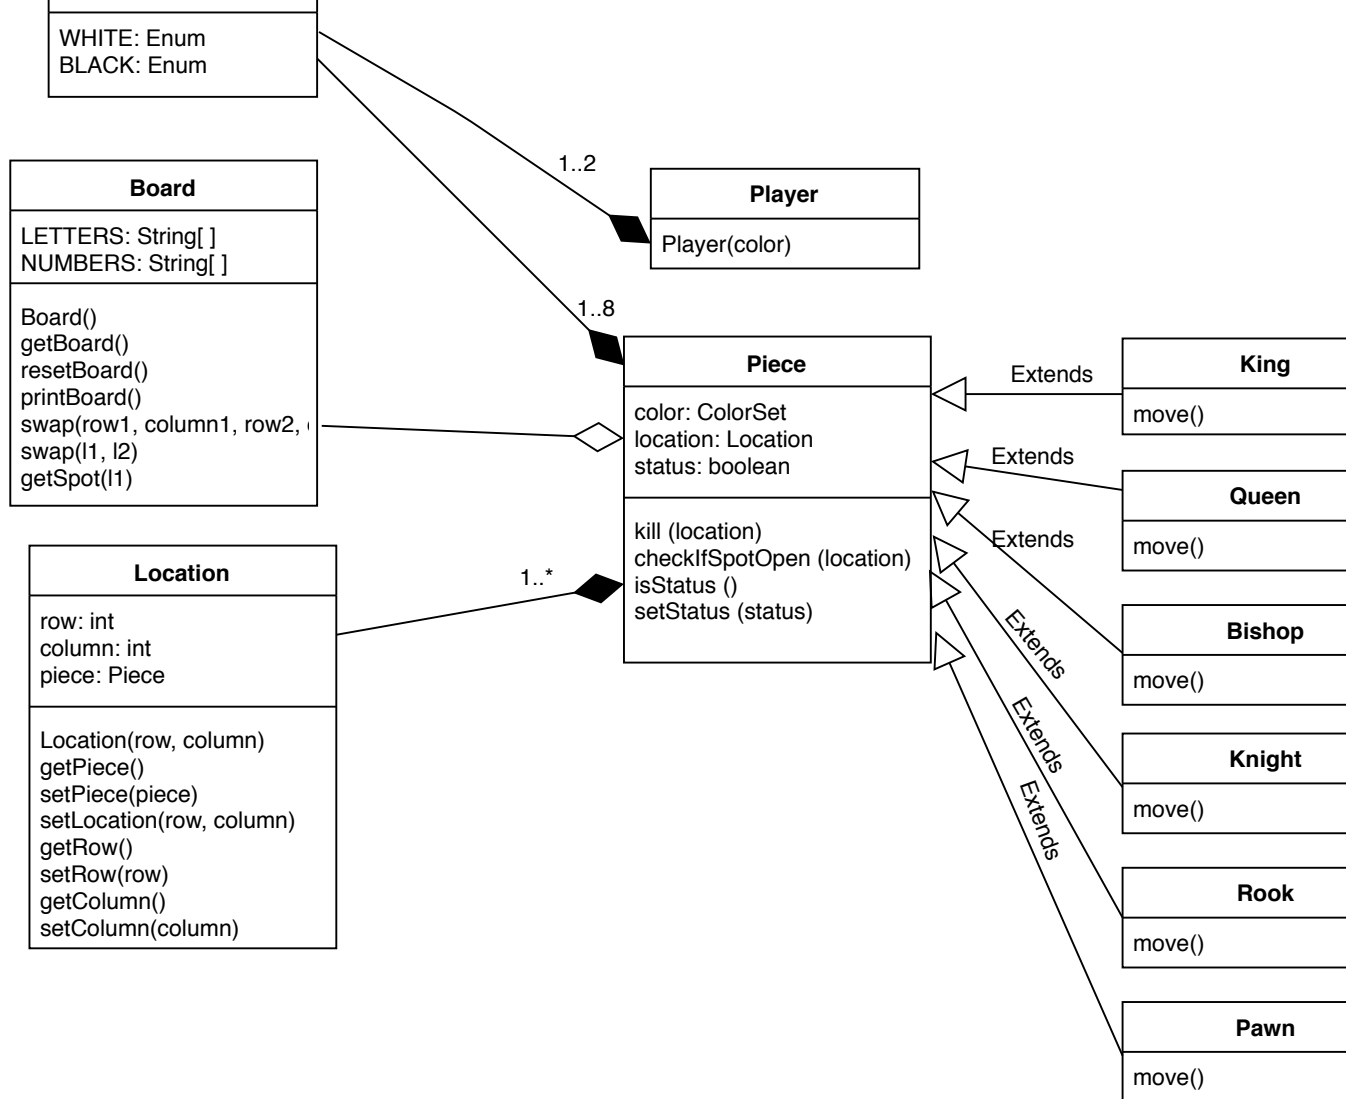 WHITE: Enum
BLACK: Enum
1..2
Board
LETTERS: String[ ]
NUMBERS: String[ ]
Board()
getBoard()
resetBoard()
printBoard()
swap(row1, column1, row2,
swap(l1, l2)
getSpot(l1)
Player
Player(color)
1..8
Piece
color: ColorSet
location: Location
status: boolean
kill (location)
checkIfSpotOpen (location)
isStatus ()
setStatus (status)
1..*
Location
row: int
column: int
piece: Piece
Location(row, column)
getPiece()
setPiece(piece)
setLocation(row, column)
getRow()
setRow(row)
getColumn()
setColumn(column)
Extends
King
move()
Extends
Queen
move()
Extends
Bishop
move()
Extends
Knight
move()
Extends
Rook
move()
Extends
Pawn
move()